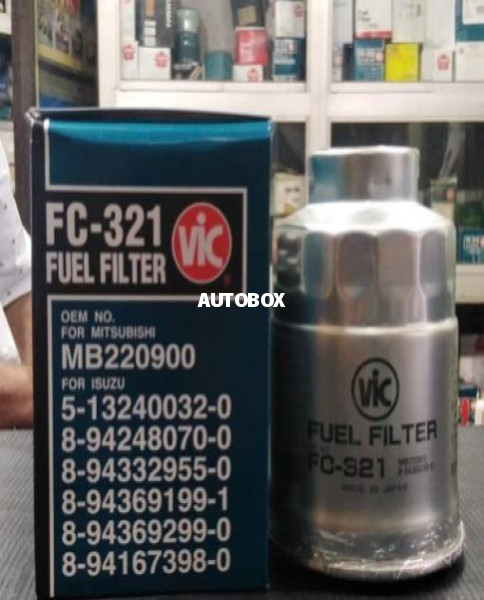 FC-321
FUEL FILTER
VIC
®
AUTOBOX
OEM NO.
FOR MITSUBISHI
MB220900
FOR ISUZU
5-13240032-0
8-94248070-0
8-94332955-0
8-94369199-1
8-94369299-0
8-94167398-0
VIC
FUEL FILTER
FC-321
MADE IN JAPAN